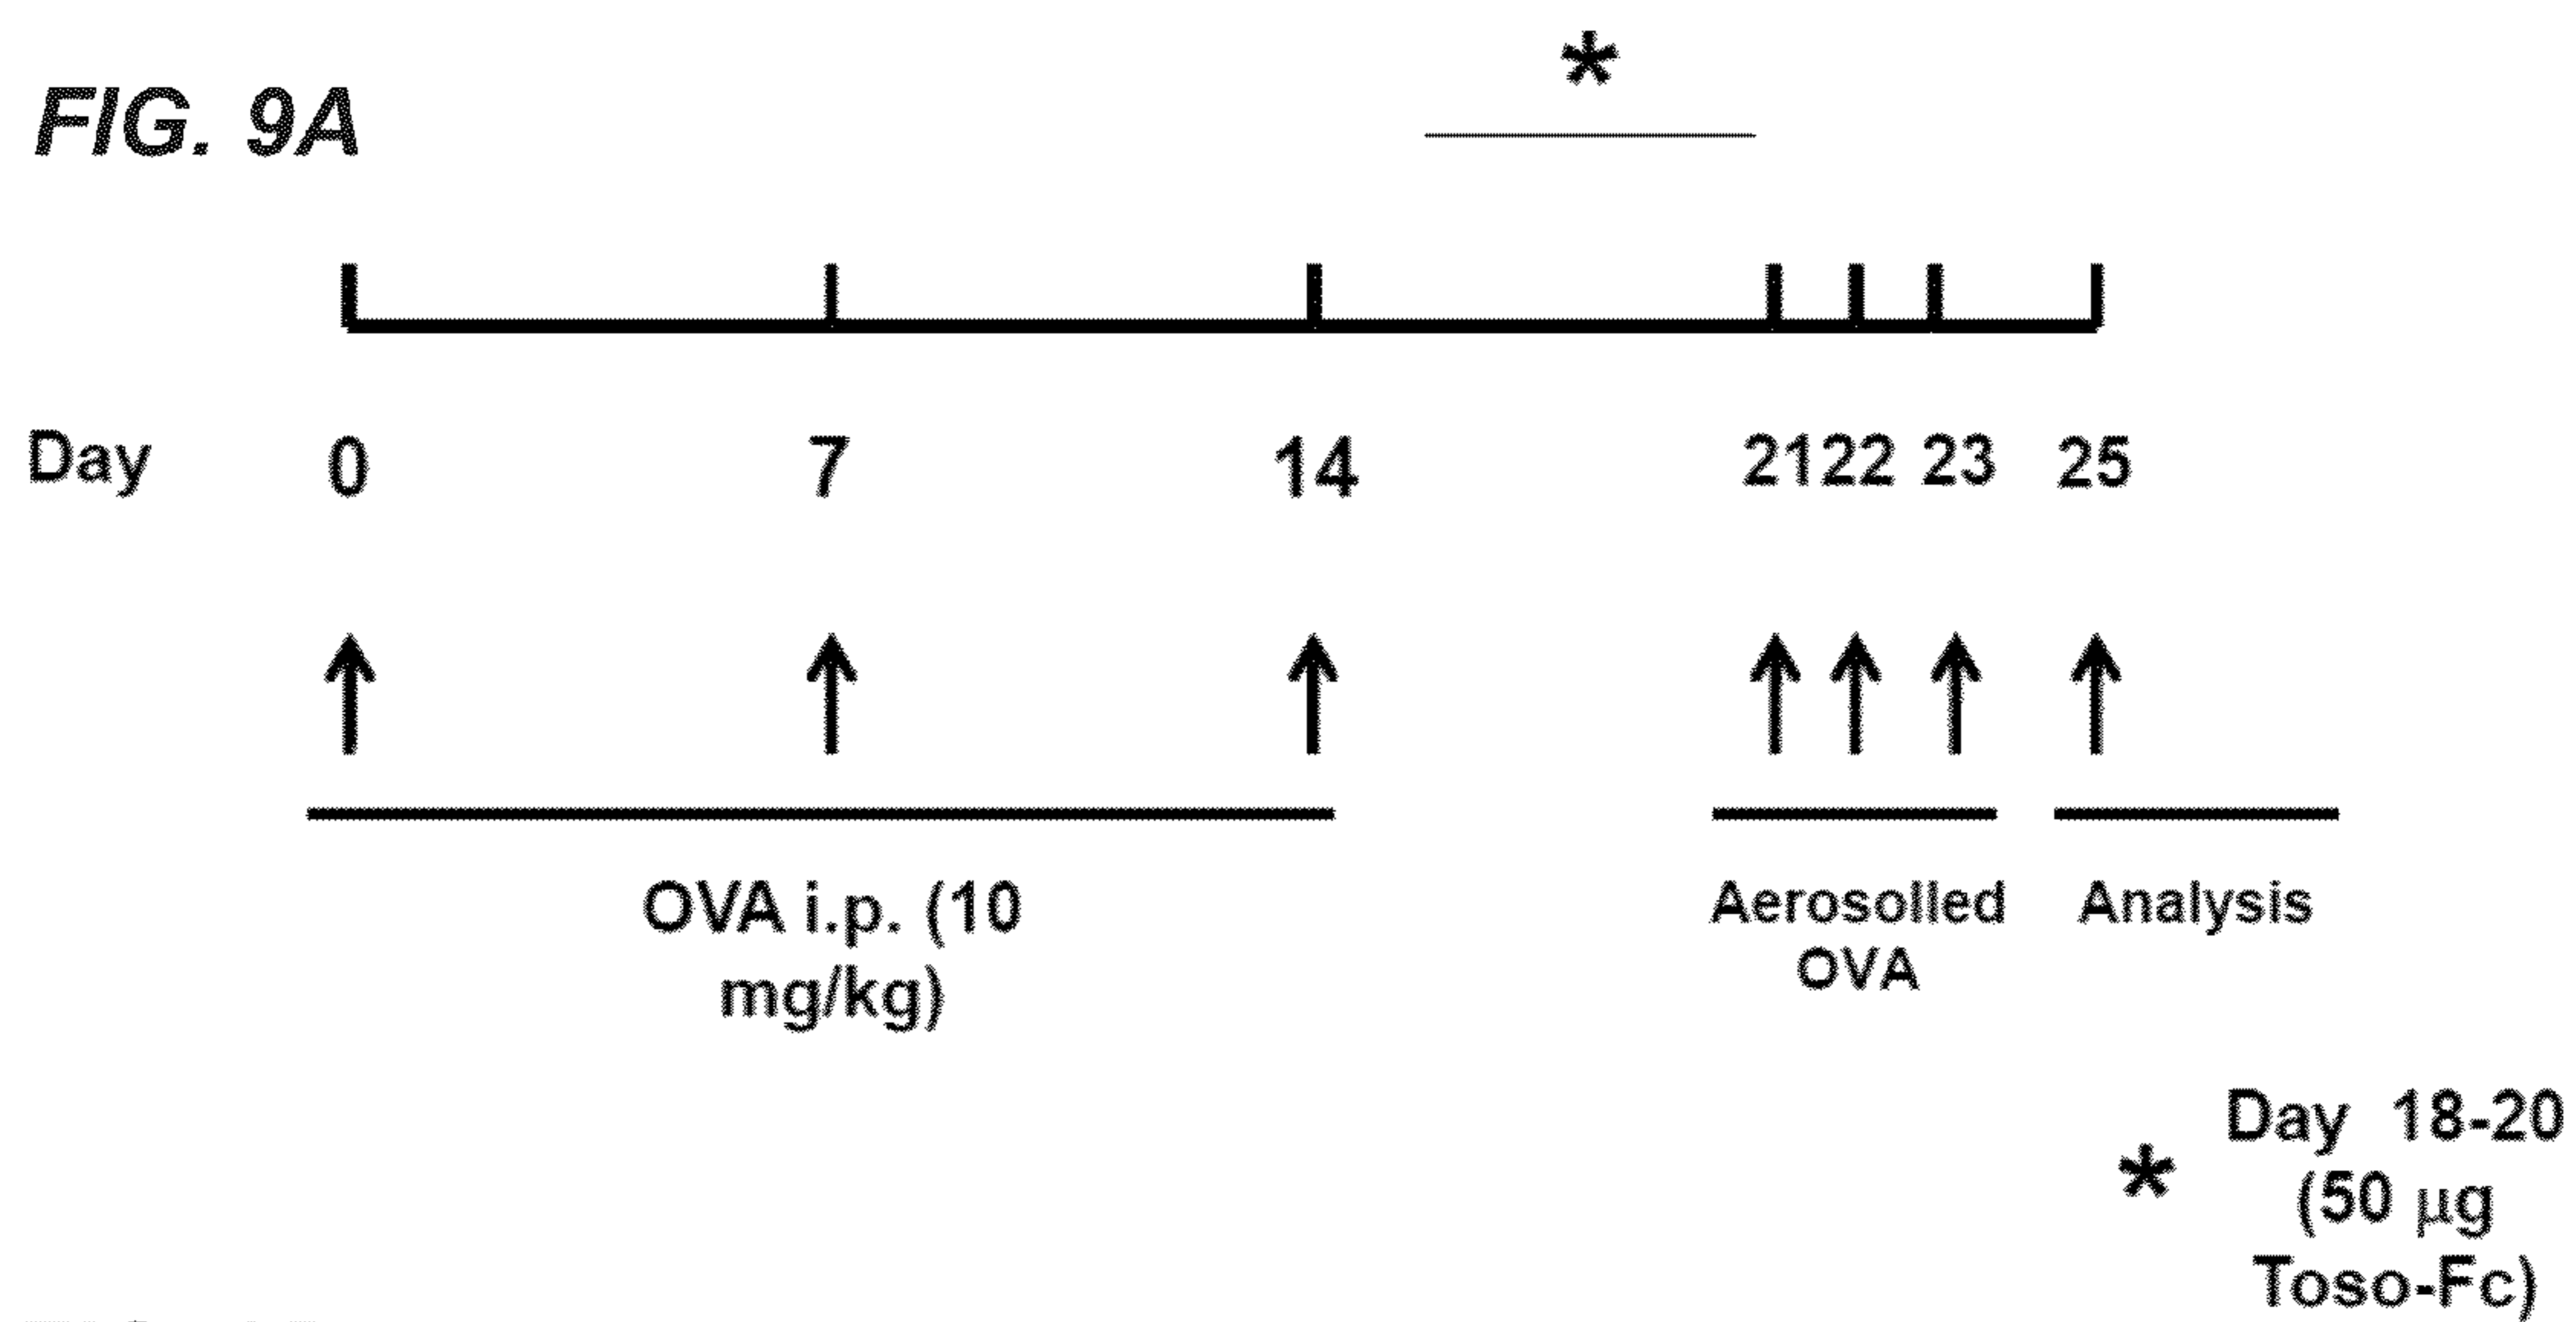 FIG. 9A
*
Day 0 7 14 21 22 23 25
OVA i.p. (10
mg/kg)
Aerosolled
OVA
Analysis
* Day 18-20
(50 μg
Toso-Fc)